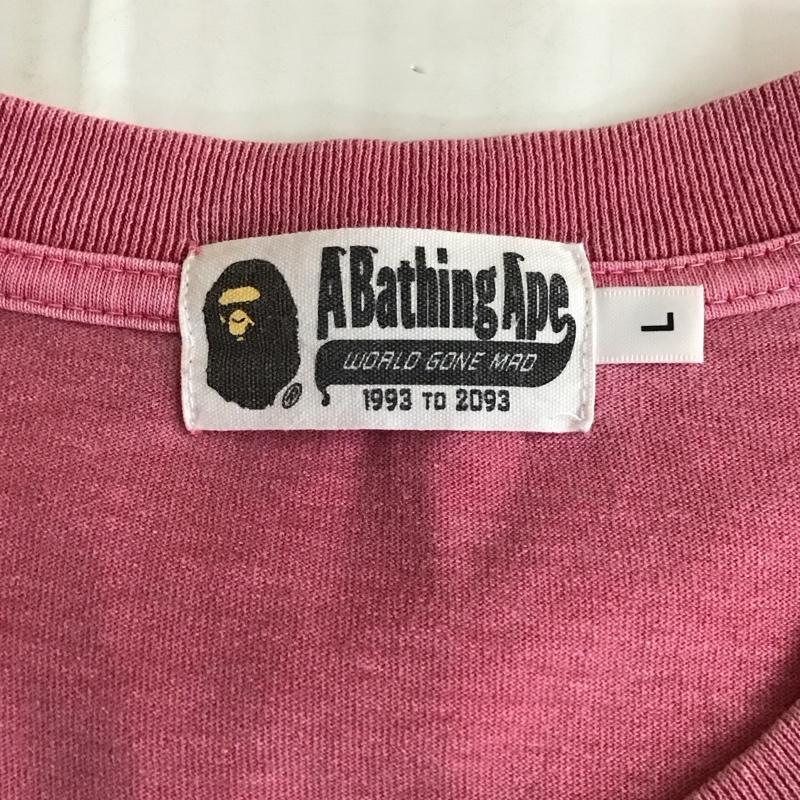 A Bathing Ape
WORLD GONE MAD
1993 TO 2093
®
L